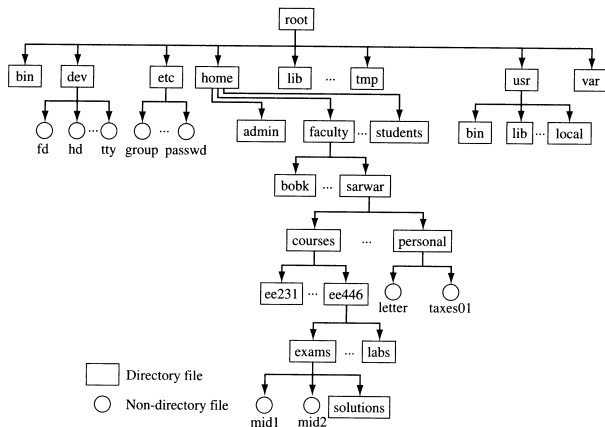 root
bin dev etc home lib ... tmp usr var
fd hd ... tty group ... passwd admin faculty ... students bin lib ... local
bobk ... sarwar
courses ... personal
ee231 ... ee446 letter taxes01
exams ... labs
Directory file
Non-directory file
mid1 mid2 solutions